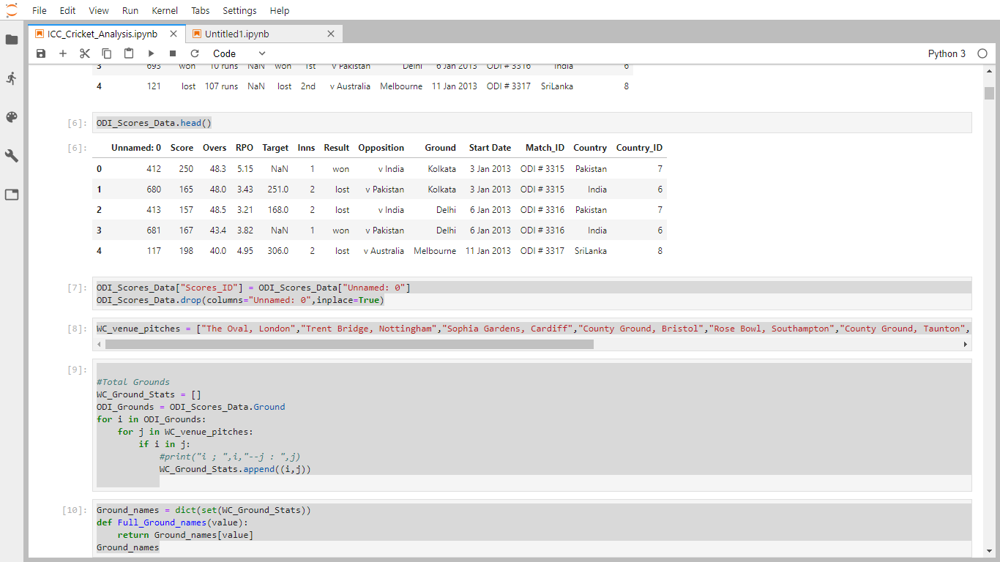 File Edit View Run Kernel Tabs Settings Help
ICC_Cricket_Analysis.ipynb Untitled1.ipynb
Code Python 3
3 693 won 10 runs NaN won 1st v Pakistan Delhi 6 Jan 2013 ODI # 3316 India 6
4 121 lost 107 runs NaN lost 2nd v Australia Melbourne 11 Jan 2013 ODI # 3317 SriLanka 8
[6]: ODI_Scores_Data.head()
[6]: Unnamed: 0 Score Overs RPO Target Inns Result Opposition Ground Start Date Match_ID Country Country_ID
0 412 250 48.3 5.15 NaN 1 won v India Kolkata 3 Jan 2013 ODI # 3315 Pakistan 7
1 680 165 48.0 3.43 251.0 2 lost v Pakistan Kolkata 3 Jan 2013 ODI # 3315 India 6
2 413 157 48.5 3.21 168.0 2 lost v India Delhi 6 Jan 2013 ODI # 3316 Pakistan 7
3 681 167 43.4 3.82 NaN 1 won v Pakistan Delhi 6 Jan 2013 ODI # 3316 India 6
4 117 198 40.0 4.95 306.0 2 lost v Australia Melbourne 11 Jan 2013 ODI # 3317 SriLanka 8
[7]: ODI_Scores_Data["Scores_ID"] = ODI_Scores_Data["Unnamed: 0"]
ODI_Scores_Data.drop(columns="Unnamed: 0",inplace=True)
[8]: WC_venue_pitches = ["The Oval, London","Trent Bridge, Nottingham","Sophia Gardens, Cardiff","County Ground, Bristol","Rose Bowl, Southampton","County Ground, Taunton",
[9]:
#Total Grounds
WC_Ground_Stats = []
ODI_Grounds = ODI_Scores_Data.Ground
for i in ODI_Grounds:
    for j in WC_venue_pitches:
        if i in j:
            #print("i ; ",i,"--j : ",j)
            WC_Ground_Stats.append((i,j))
[10]: Ground_names = dict(set(WC_Ground_Stats))
def Full_Ground_names(value):
    return Ground_names[value]
Ground_names